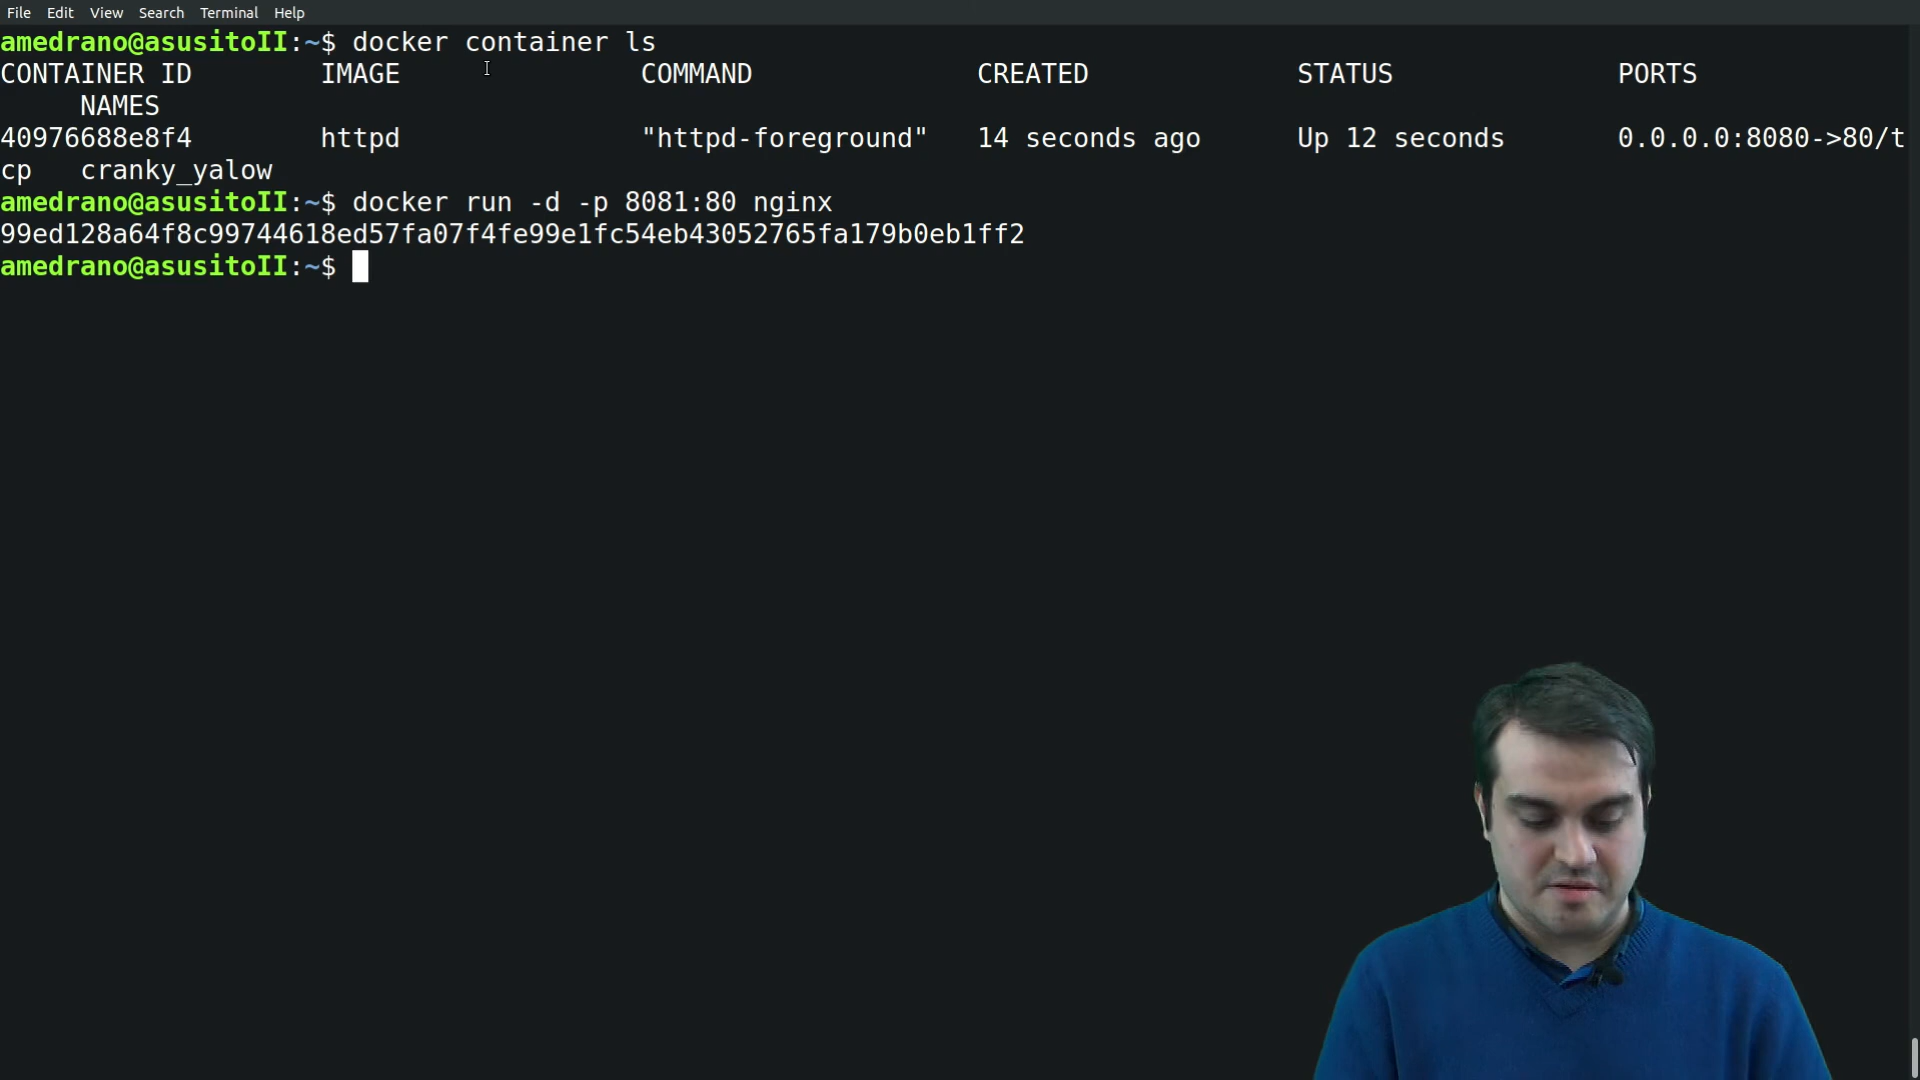 File Edit View Search Terminal Help
amedrano@asusitoII:~$ docker container ls
CONTAINER ID IMAGE COMMAND CREATED STATUS PORTS
NAMES
40976688e8f4 httpd "httpd-foreground" 14 seconds ago Up 12 seconds 0.0.0.0:8080->80/t
cp cranky_yalow
amedrano@asusitoII:~$ docker run -d -p 8081:80 nginx
99ed128a64f8c99744618ed57fa07f4fe99e1fc54eb43052765fa179b0eb1ff2
amedrano@asusitoII:~$